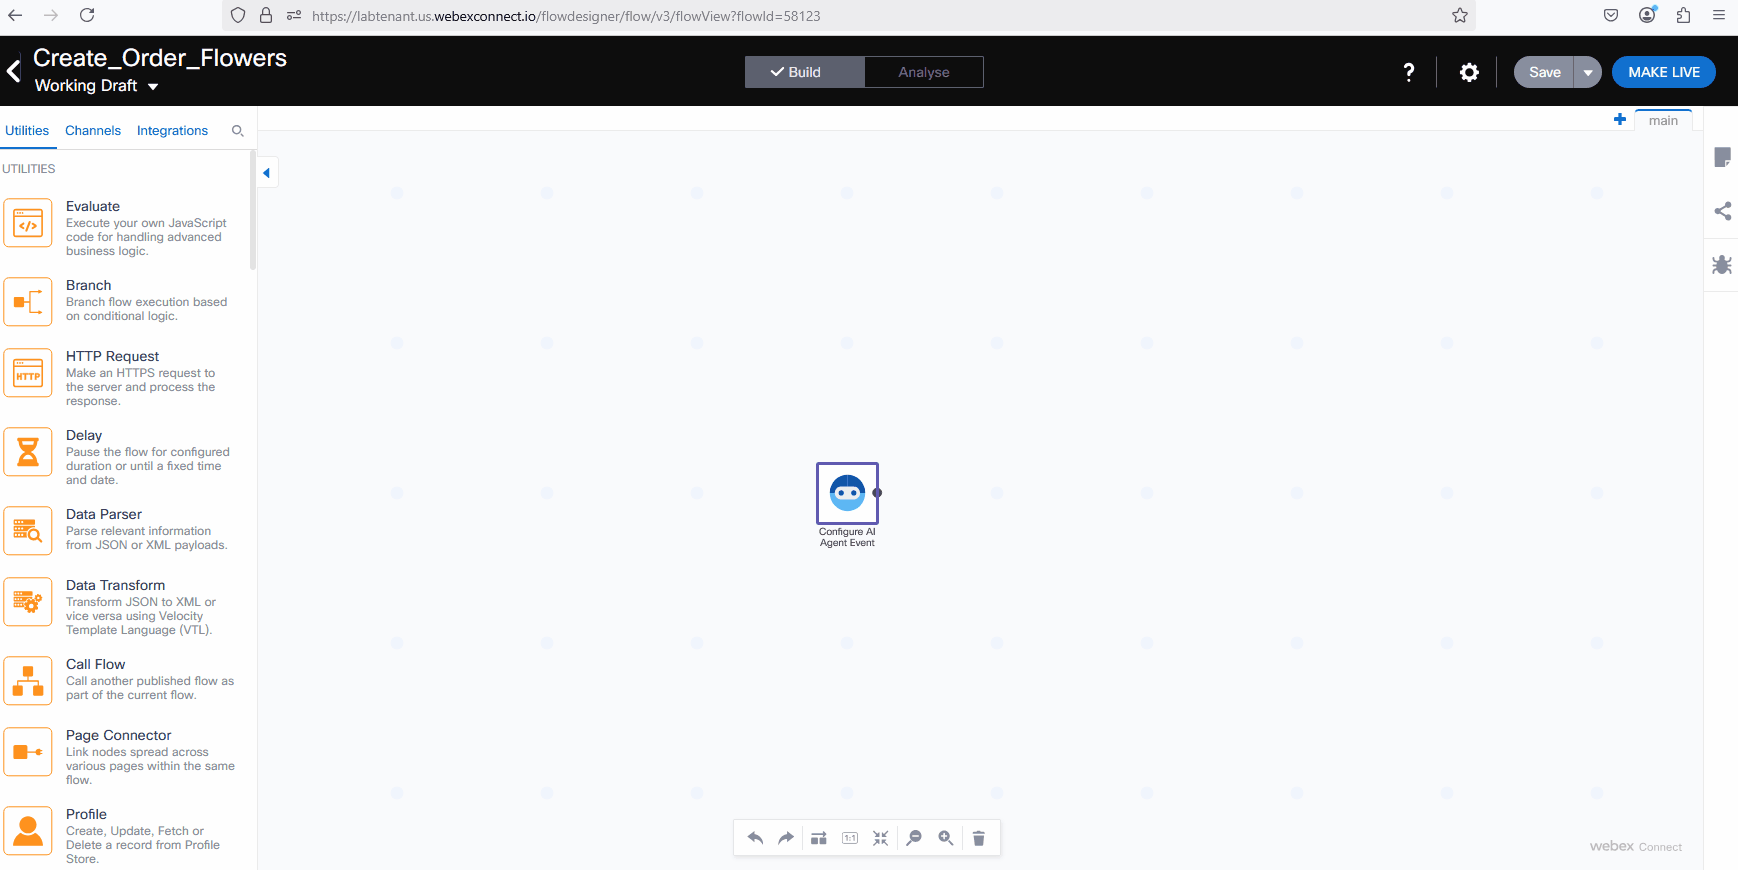 https://labtenant.us.webexconnect.io/flowdesigner/flow/v3/flowView?flowId=58123
Create_Order_Flowers
Working Draft
Build
Analyse
?
Save
MAKE LIVE
Utilities
Channels
Integrations
main
UTILITIES
Evaluate
Execute your own JavaScript
code for handling advanced
business logic.
Branch
Branch flow execution based
on conditional logic.
HTTP
HTTP Request
Make an HTTPS request to
the server and process the
response.
Delay
Pause the flow for configured
duration or until a fixed time
and date.
Data Parser
Parse relevant information
from JSON or XML payloads.
Data Transform
Transform JSON to XML or
vice versa using Velocity
Template Language (VTL).
Call Flow
Call another published flow as
part of the current flow.
Page Connector
Link nodes spread across
various pages within the same
flow.
Profile
Create, Update, Fetch or
Delete a record from Profile
Store.
Configure AI
Agent Event
1:1
webex Connect